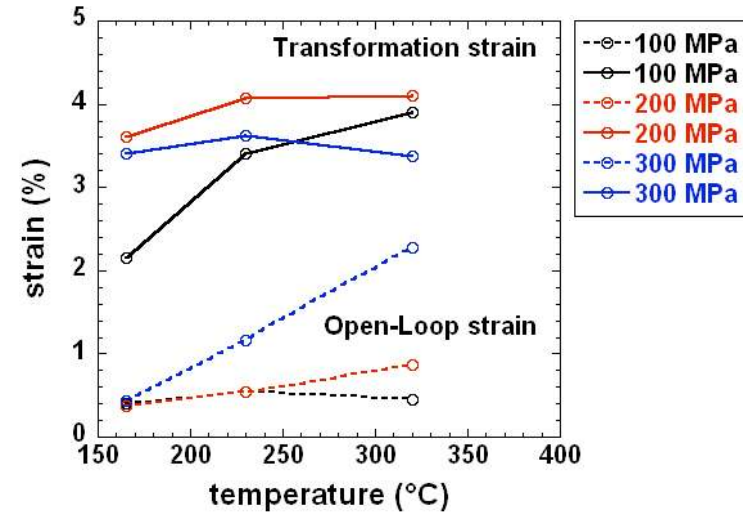 5
4
3
2
1
0
strain (%)
Transformation strain
Open-Loop strain
150
200
250
300
350
400
temperature (°C)
100 MPa
100 MPa
200 MPa
200 MPa
300 MPa
300 MPa